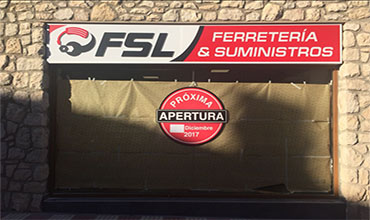 FSL
FERRETERÍA
& SUMINISTROS
PRÓXIMA
APERTURA
Diciembre
2017